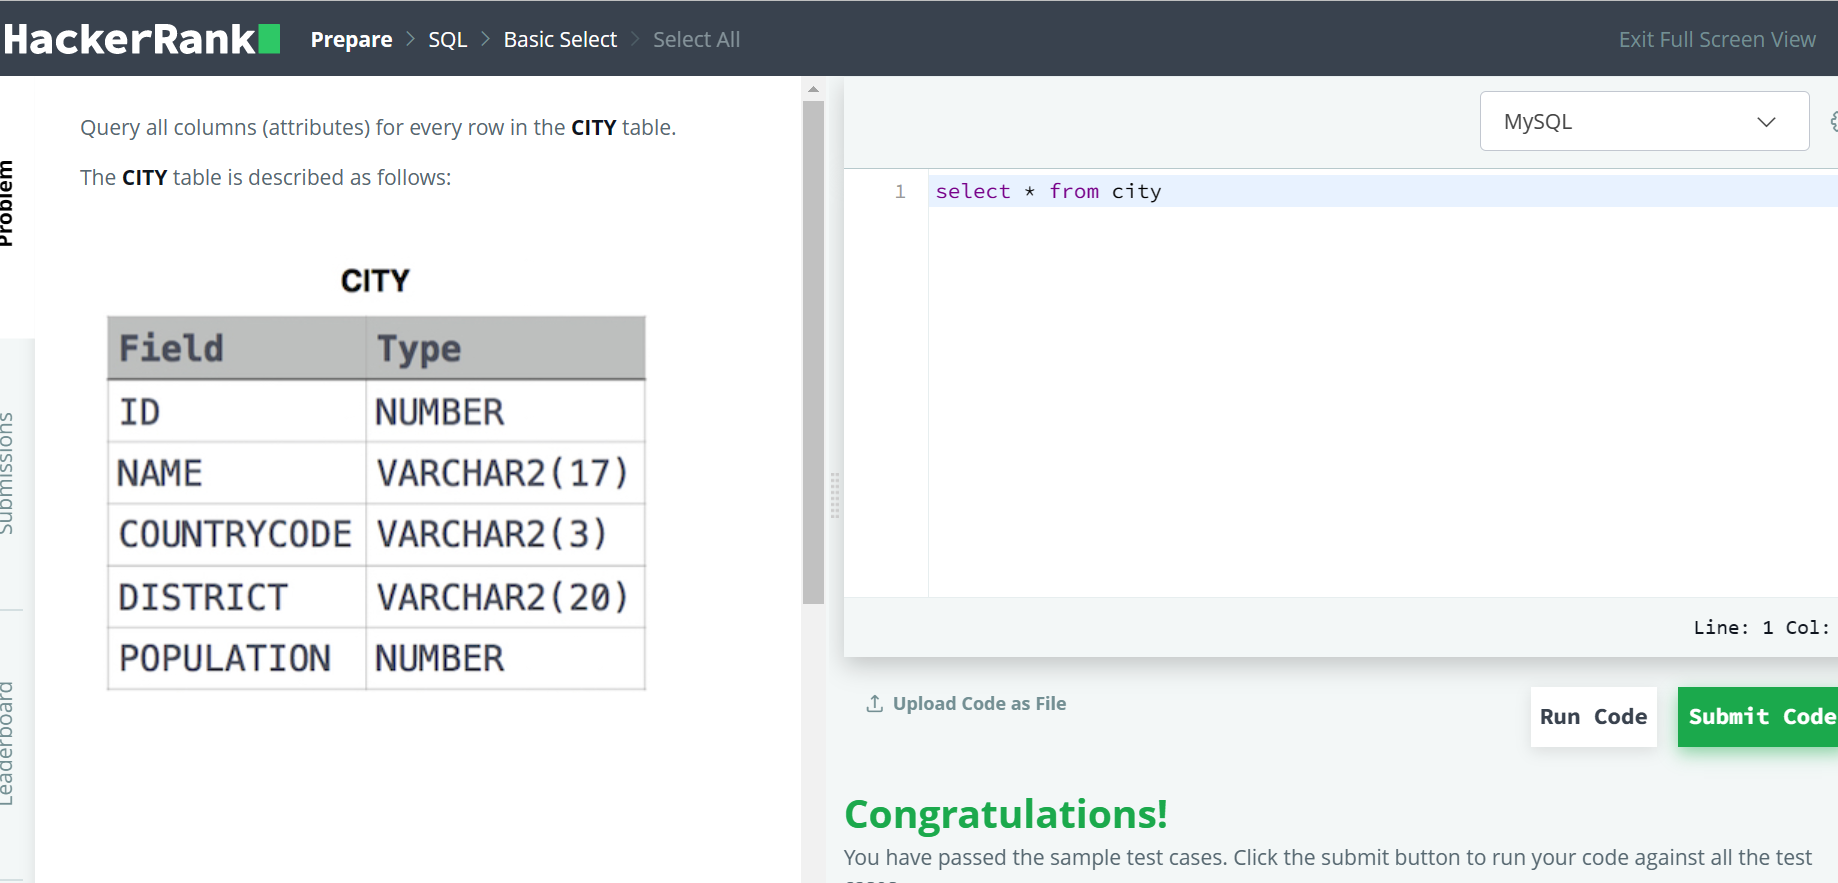 HackerRank Prepare > SQL > Basic Select > Select All Exit Full Screen View
Problem
Submissions
Leaderboard
Query all columns (attributes) for every row in the CITY table.
The CITY table is described as follows:
CITY
Field Type
ID NUMBER
NAME VARCHAR2(17)
COUNTRYCODE VARCHAR2(3)
DISTRICT VARCHAR2(20)
POPULATION NUMBER
MySQL
1 select * from city
Line: 1 Col:
Upload Code as File
Run Code Submit Code
Congratulations!
You have passed the sample test cases. Click the submit button to run your code against all the test